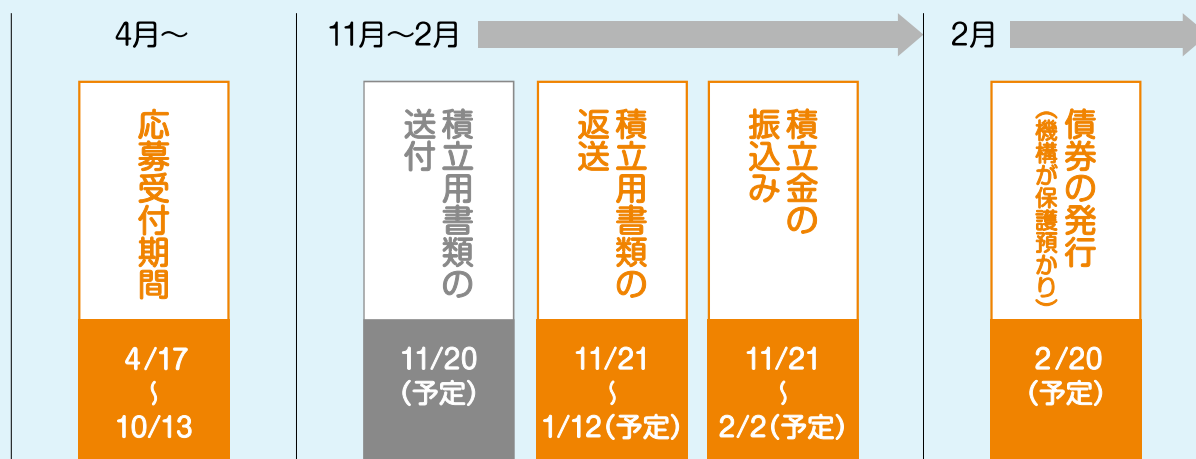 4月～
応募受付期間
4/17
～
10/13
11月～2月
積立用書類の
送付
11/20
(予定)
積立用書類の
返送
11/21
～
1/12(予定)
積立金の
振込み
11/21
～
2/2(予定)
2月
債券の発行
(機構が保護預かり)
2/20
(予定)